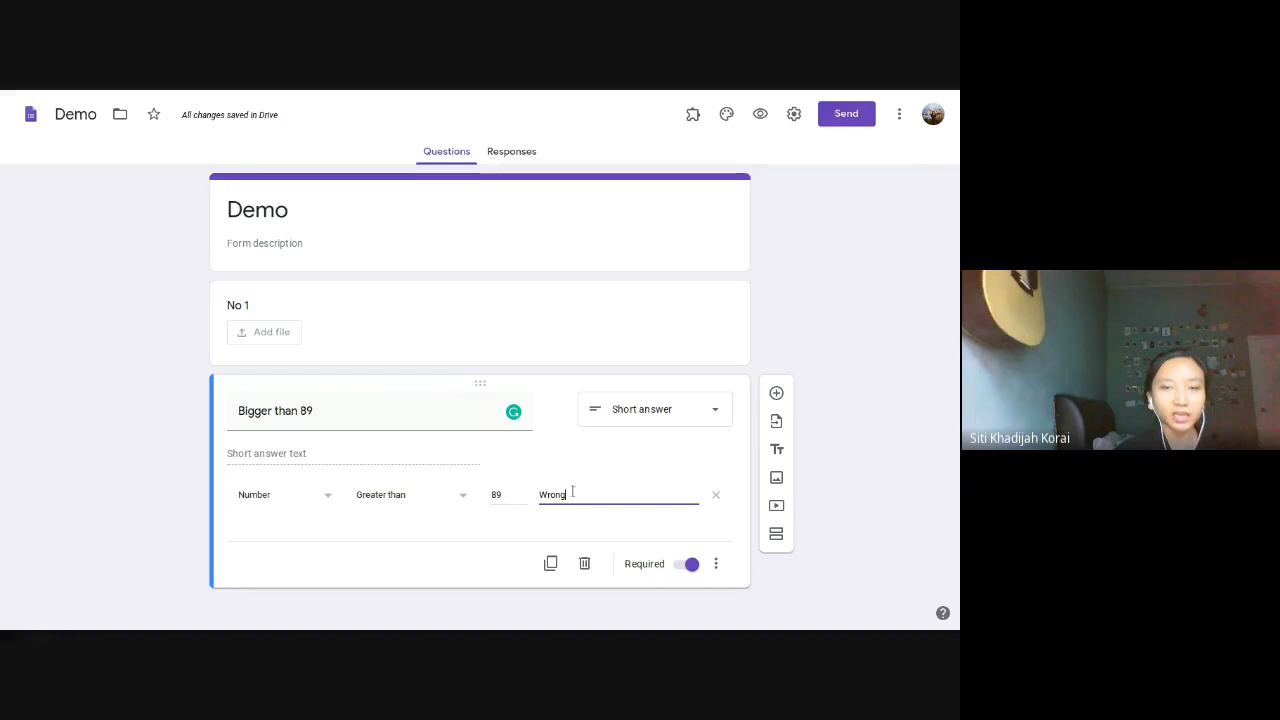 Demo
All changes saved in Drive
Send
Questions
Responses
Demo
Form description
No 1
Add file
Bigger than 89
Short answer
Short answer text
Number
Greater than
89
Wrong
Required
Siti Khadijah Korai